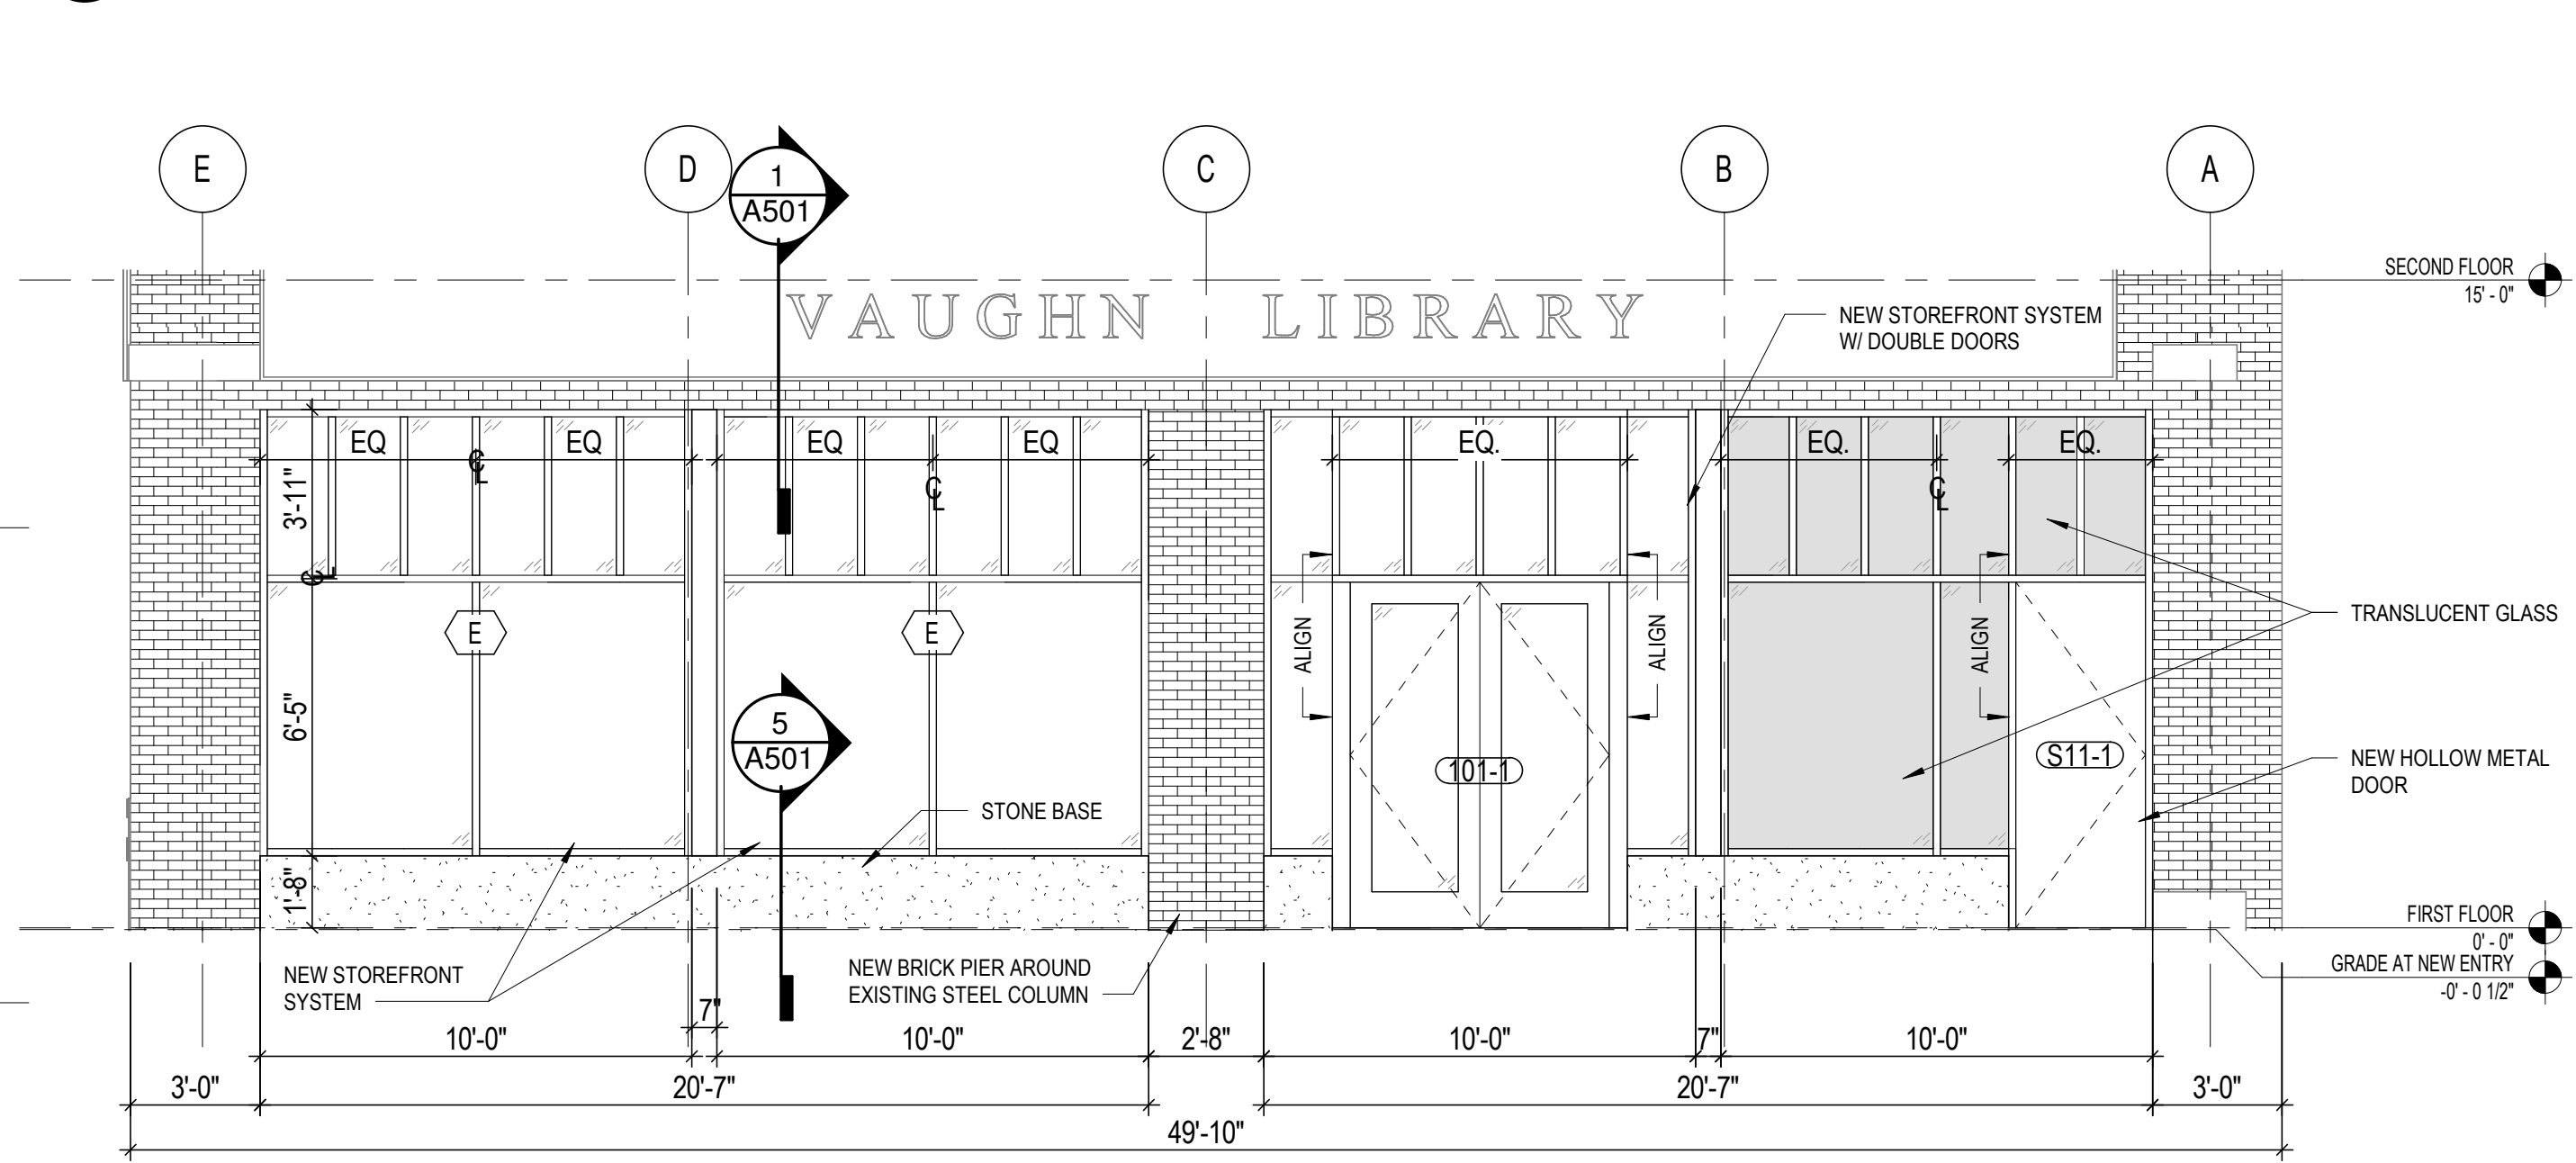 E
D
1
A501
C
B
A
SECOND FLOOR
15' - 0"
VAUGHN LIBRARY
NEW STOREFRONT SYSTEM
W/ DOUBLE DOORS
EQ
EQ
EQ
EQ
EQ.
EQ.
EQ.
CL
CL
CL
3'-11"
CL
E
E
ALIGN
ALIGN
ALIGN
TRANSLUCENT GLASS
6'-5"
5
A501
101-1
S11-1
NEW HOLLOW METAL
DOOR
STONE BASE
1'-8"
FIRST FLOOR
0' - 0"
GRADE AT NEW ENTRY
-0' - 0 1/2"
NEW STOREFRONT
SYSTEM
NEW BRICK PIER AROUND
EXISTING STEEL COLUMN
7"
10'-0"
10'-0"
2'-8"
10'-0"
7"
10'-0"
3'-0"
20'-7"
20'-7"
3'-0"
49'-10"